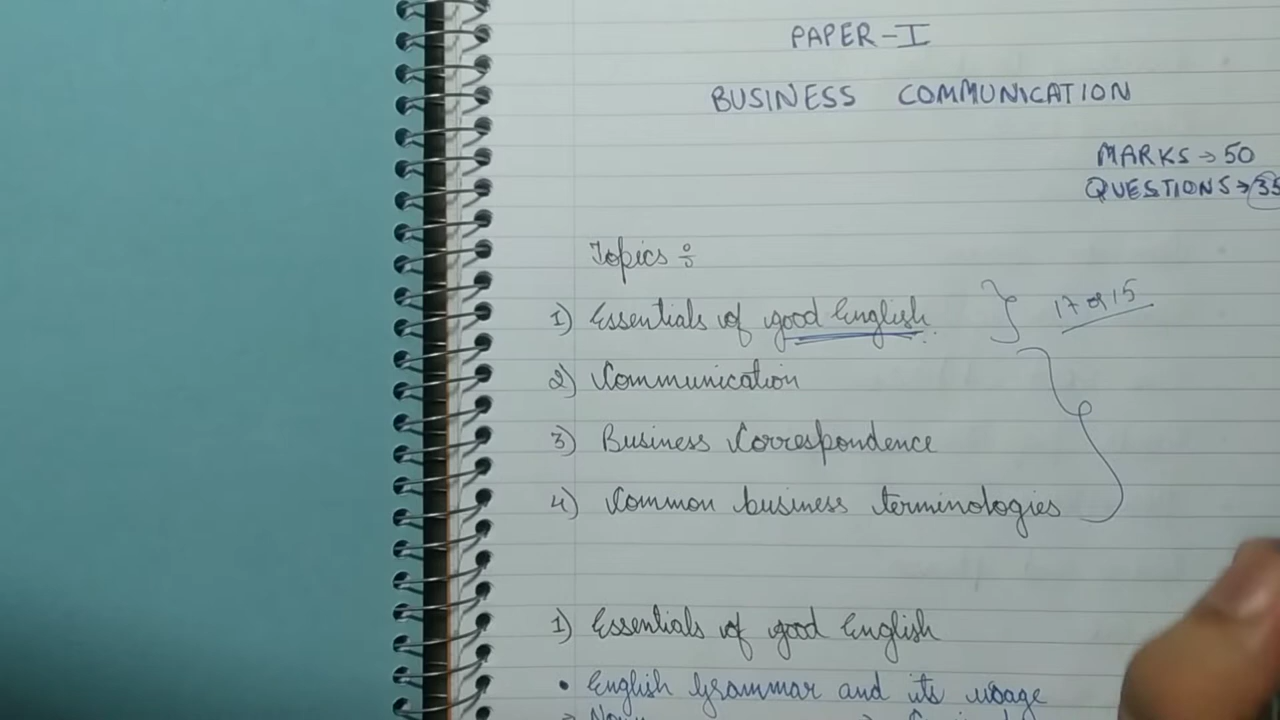 PAPER-I
BUSINESS COMMUNICATION
MARKS → 50
QUESTIONS → 35
Topics :
1) Essentials of good English
17 or 15
2) Communication
3) Business Correspondence
4) Common business terminologies
1) Essentials of good English
• English Grammar and its usage